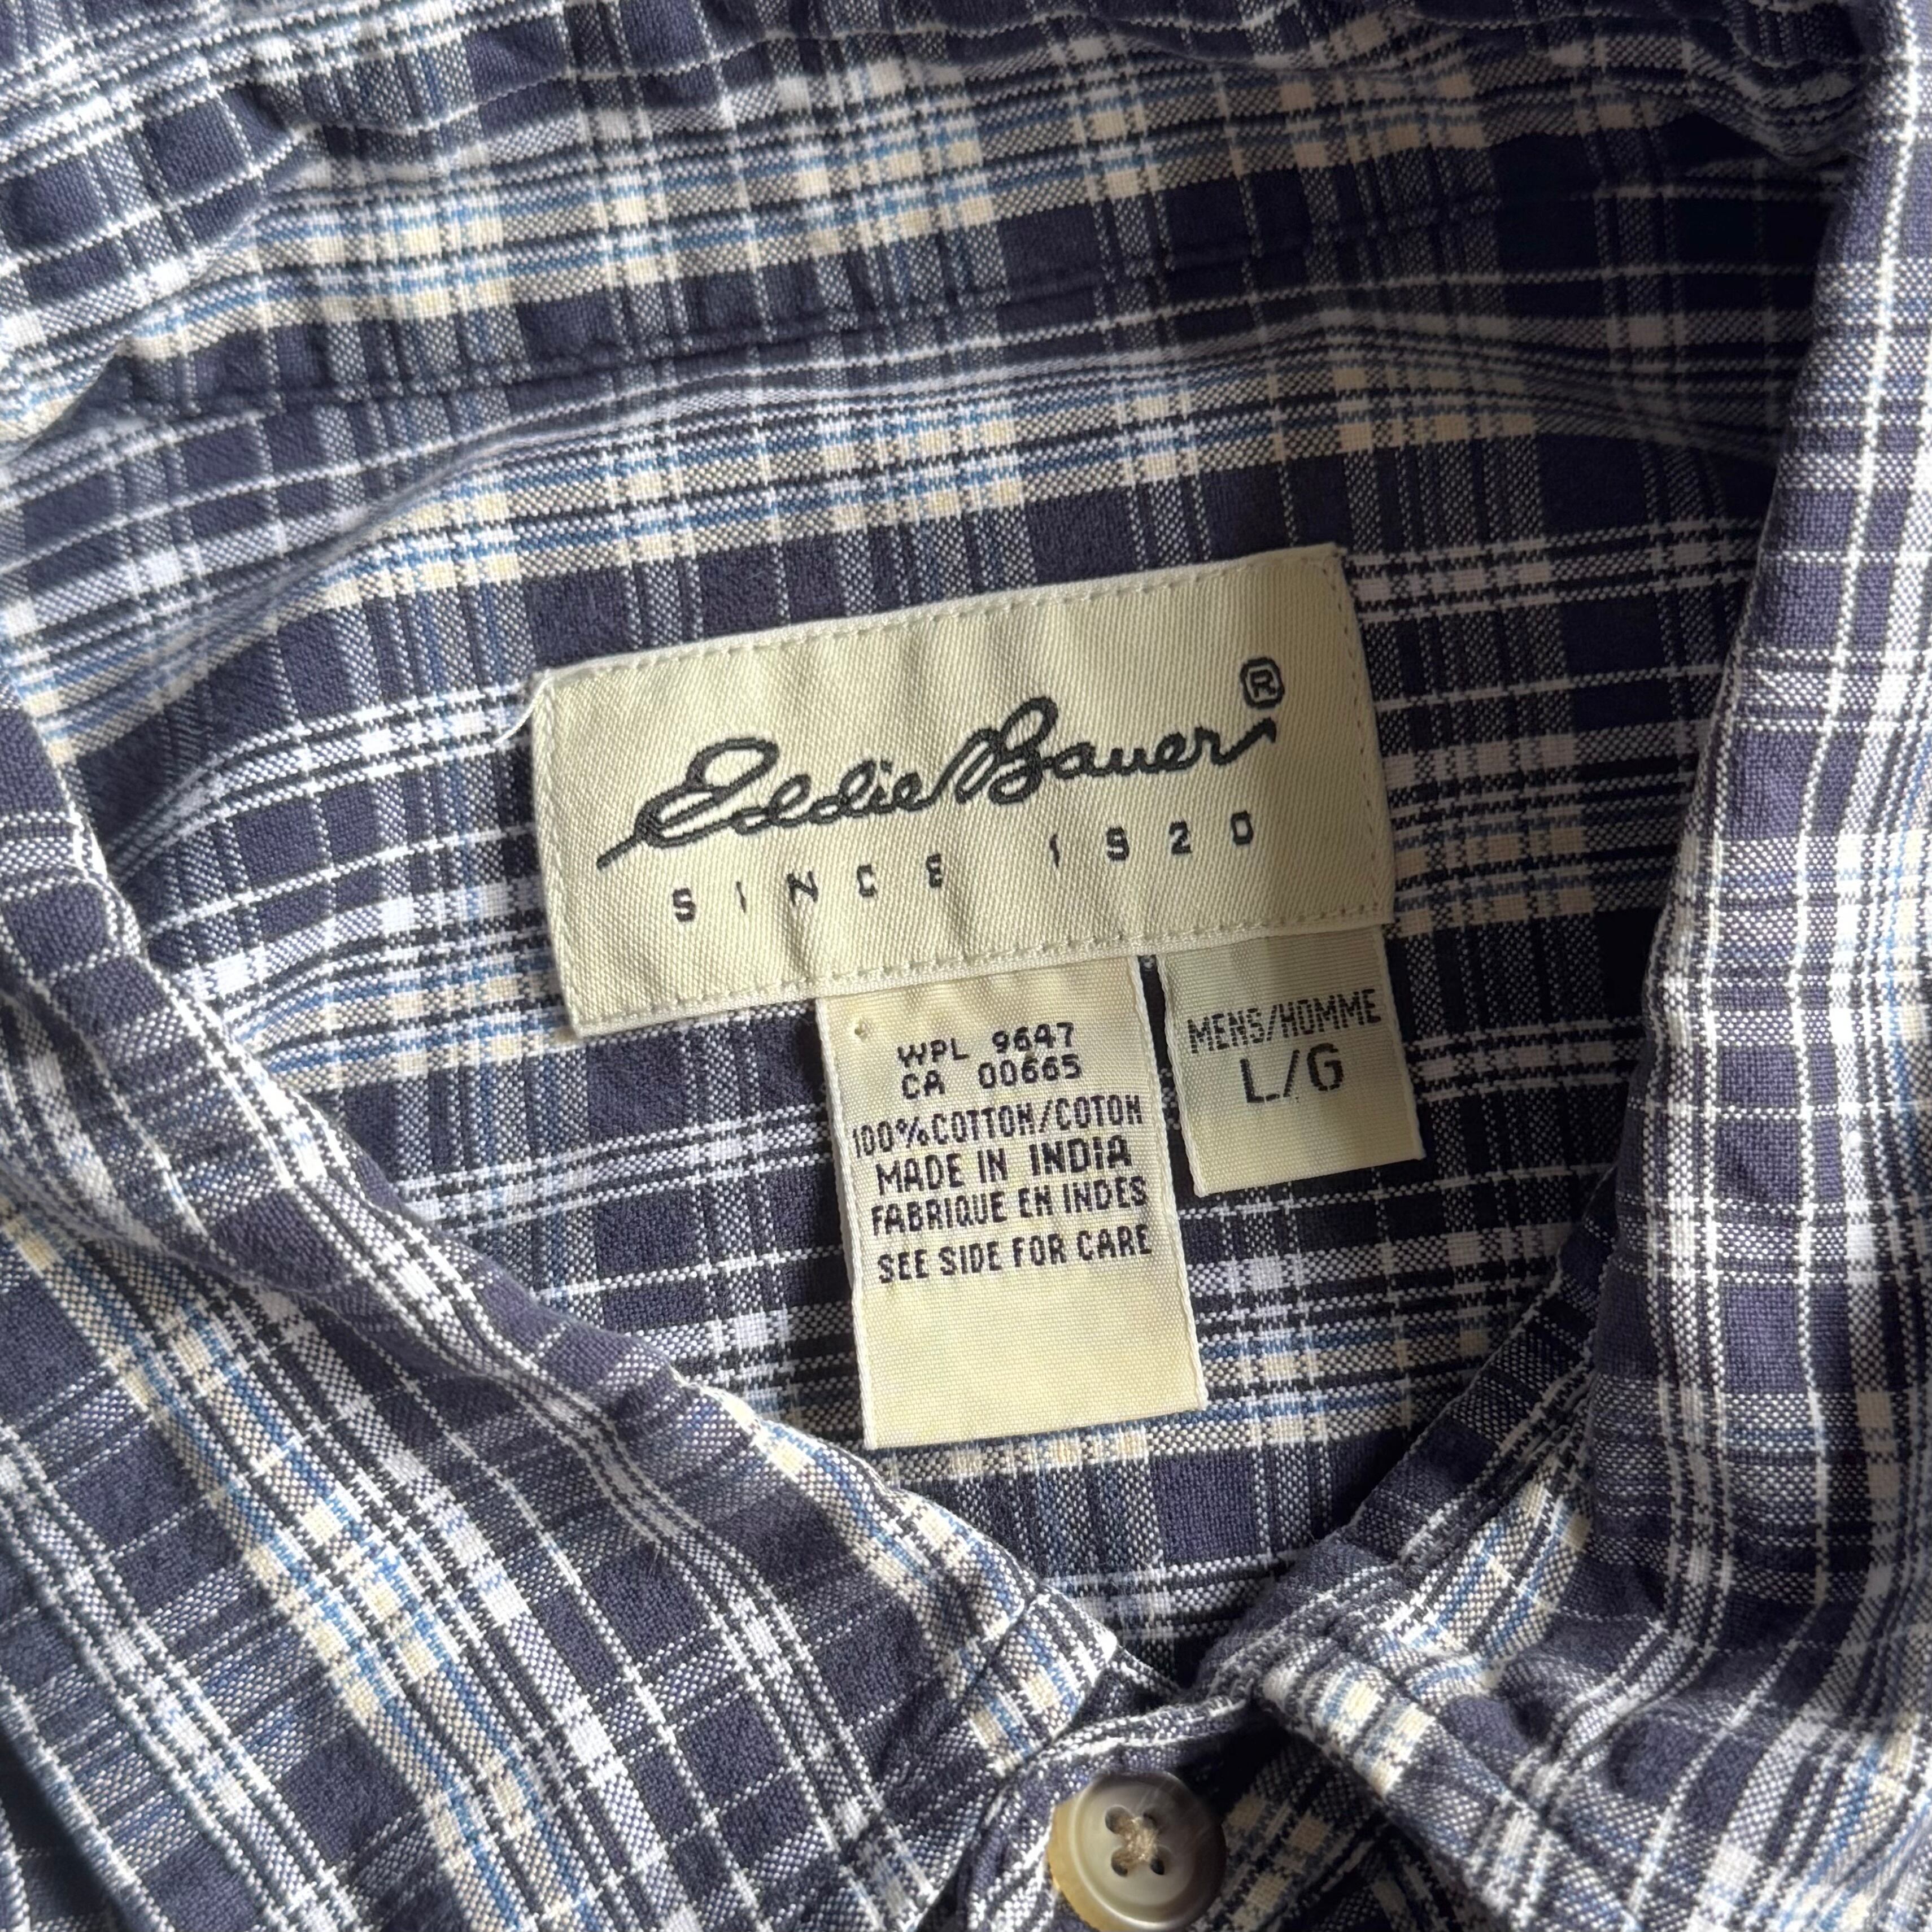 Eddie Bauer®
SINCE 1920
WPL 9647
CA 00665
100% COTTON/COTON
MADE IN INDIA
FABRIQUE EN INDES
SEE SIDE FOR CARE
MENS/HOMME
L/G